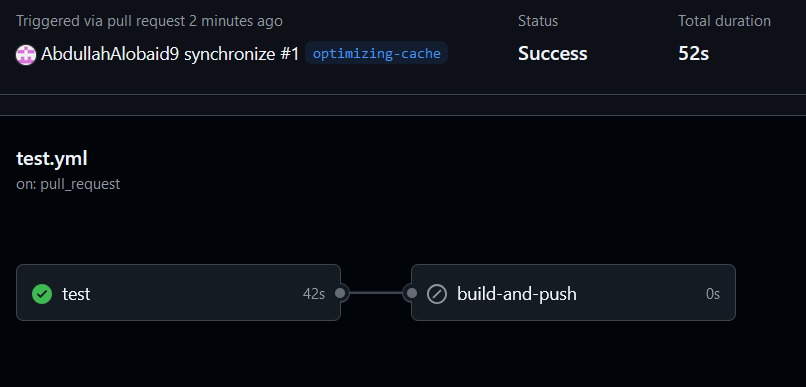 Triggered via pull request 2 minutes ago
Status
Total duration
AbdullahAlobaid9 synchronize #1 optimizing-cache
Success
52s
test.yml
on: pull_request
test 42s
build-and-push 0s